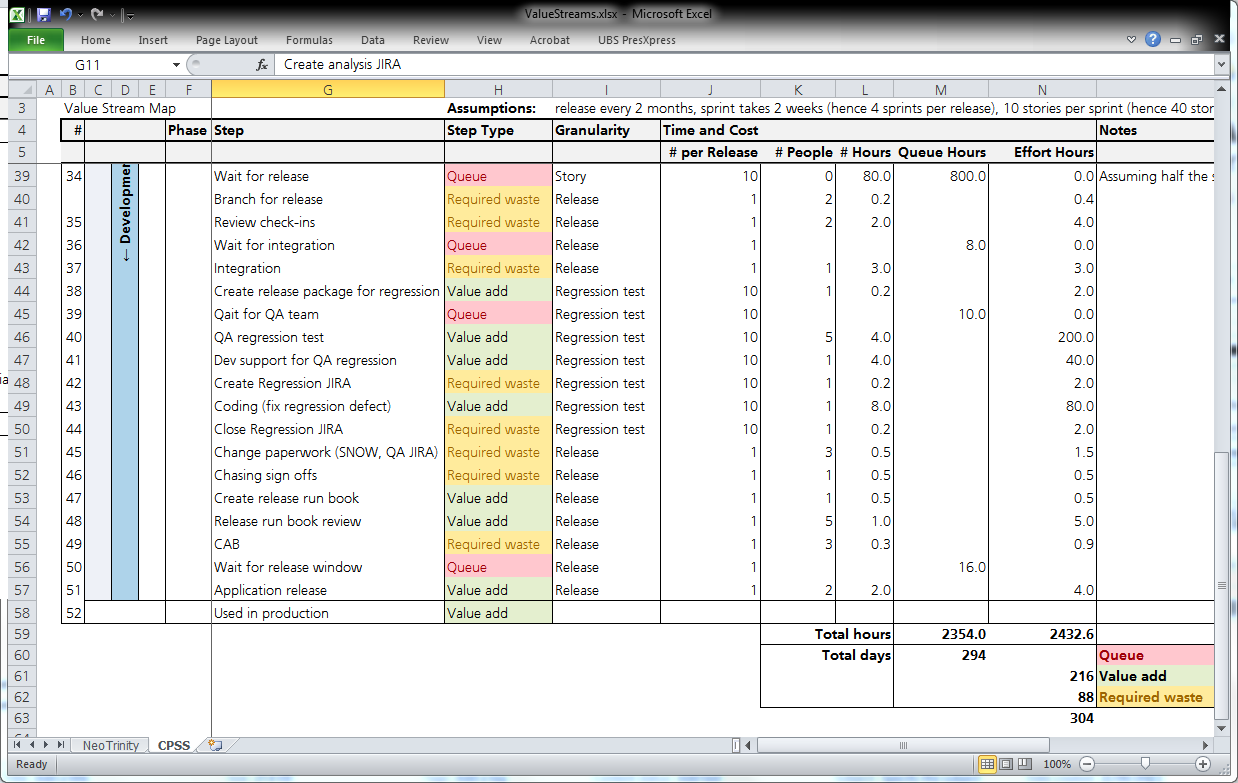 ValueStreams.xlsx - Microsoft Excel
File Home Insert Page Layout Formulas Data Review View Acrobat UBS PresXpress
G11 fx Create analysis JIRA
A B C D E F G H I J K L M N
3 Value Stream Map Assumptions: release every 2 months, sprint takes 2 weeks (hence 4 sprints per release), 10 stories per sprint (hence 40 stor
4 # Phase Step Step Type Granularity Time and Cost Notes
5 # per Release # People # Hours Queue Hours Effort Hours
← Developmen
39 34 Wait for release Queue Story 10 0 80.0 800.0 0.0 Assuming half the s
40 Branch for release Required waste Release 1 2 0.2 0.4
41 35 Review check-ins Required waste Release 1 2 2.0 4.0
42 36 Wait for integration Queue Release 1 8.0 0.0
43 37 Integration Required waste Release 1 1 3.0 3.0
44 38 Create release package for regression Value add Regression test 10 1 0.2 2.0
45 39 Qait for QA team Queue Regression test 10 10.0 0.0
46 40 QA regression test Value add Regression test 10 5 4.0 200.0
47 41 Dev support for QA regression Value add Regression test 10 1 4.0 40.0
48 42 Create Regression JIRA Required waste Regression test 10 1 0.2 2.0
49 43 Coding (fix regression defect) Value add Regression test 10 1 8.0 80.0
50 44 Close Regression JIRA Required waste Regression test 10 1 0.2 2.0
51 45 Change paperwork (SNOW, QA JIRA) Required waste Release 1 3 0.5 1.5
52 46 Chasing sign offs Required waste Release 1 1 0.5 0.5
53 47 Create release run book Value add Release 1 1 0.5 0.5
54 48 Release run book review Value add Release 1 5 1.0 5.0
55 49 CAB Required waste Release 1 3 0.3 0.9
56 50 Wait for release window Queue Release 1 16.0
57 51 Application release Value add Release 1 2 2.0 4.0
58 52 Used in production Value add
59 Total hours 2354.0 2432.6
60 Total days 294 Queue
61 216 Value add
62 88 Required waste
63 304
NeoTrinity CPSS
Ready 100%